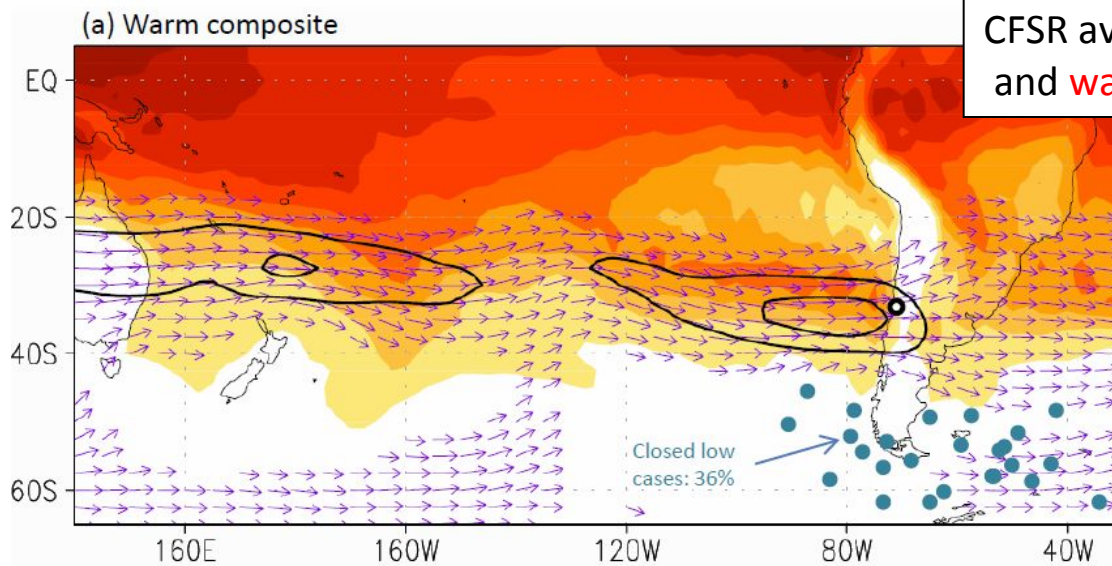 (a) Warm composite
CFSR av
and wa
EQ
20S
40S
60S
Closed low
cases: 36%
160E
160W
120W
80W
40W